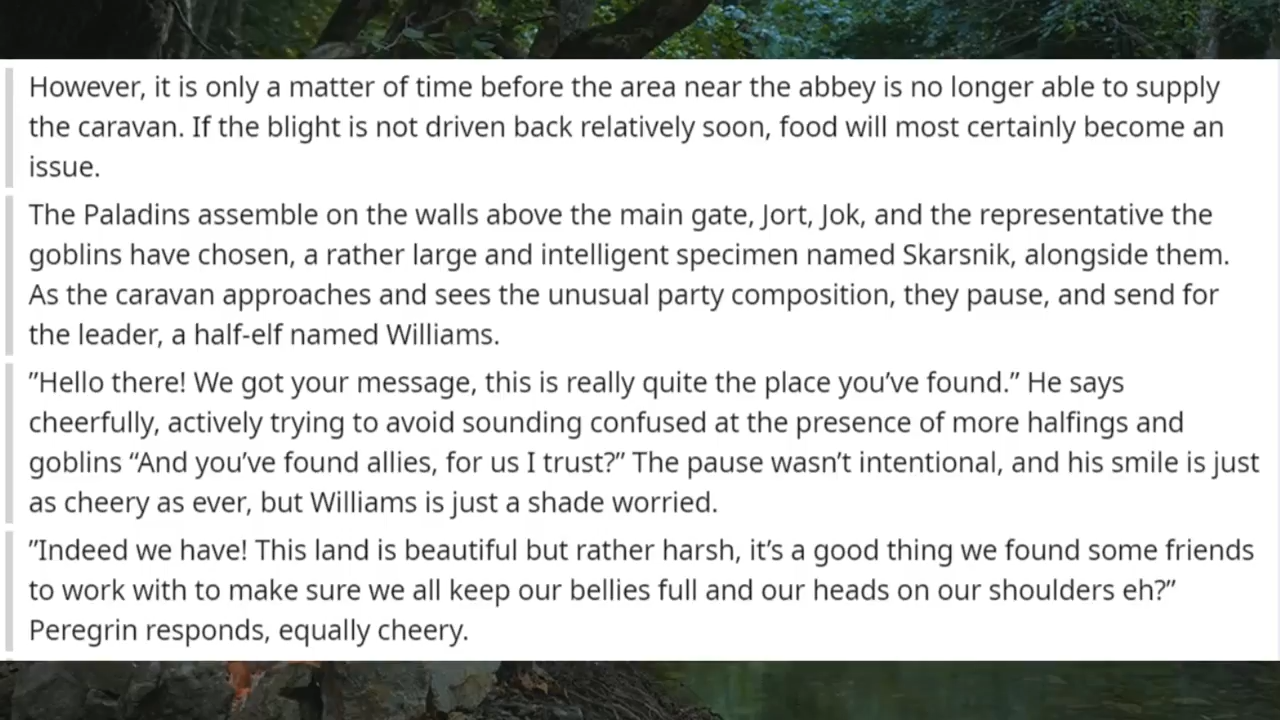 However, it is only a matter of time before the area near the abbey is no longer able to supply
the caravan. If the blight is not driven back relatively soon, food will most certainly become an
issue.
The Paladins assemble on the walls above the main gate, Jort, Jok, and the representative the
goblins have chosen, a rather large and intelligent specimen named Skarsnik, alongside them.
As the caravan approaches and sees the unusual party composition, they pause, and send for
the leader, a half-elf named Williams.
”Hello there! We got your message, this is really quite the place you’ve found.” He says
cheerfully, actively trying to avoid sounding confused at the presence of more halfings and
goblins “And you’ve found allies, for us I trust?” The pause wasn’t intentional, and his smile is just
as cheery as ever, but Williams is just a shade worried.
”Indeed we have! This land is beautiful but rather harsh, it’s a good thing we found some friends
to work with to make sure we all keep our bellies full and our heads on our shoulders eh?”
Peregrin responds, equally cheery.